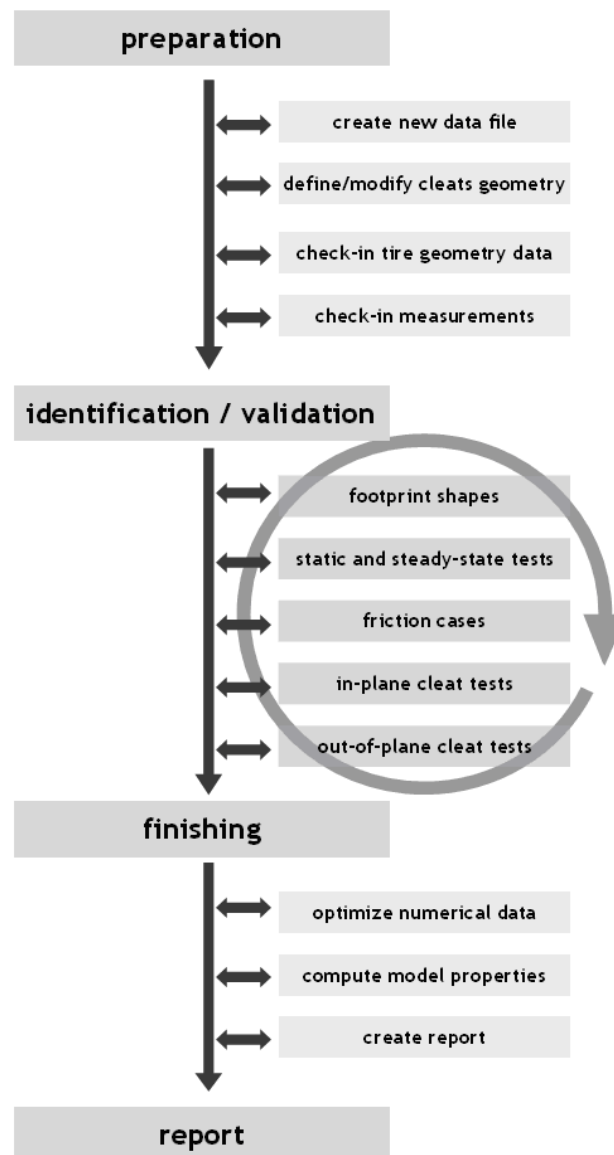 preparation
create new data file
define/modify cleats geometry
check-in tire geometry data
check-in measurements
identification / validation
footprint shapes
static and steady-state tests
friction cases
in-plane cleat tests
out-of-plane cleat tests
finishing
optimize numerical data
compute model properties
create report
report